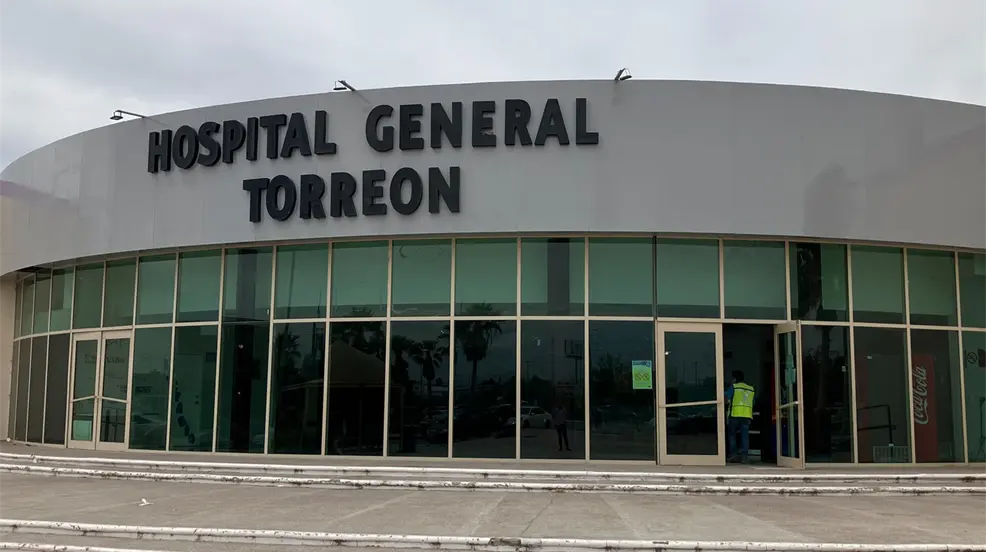 HOSPITAL GENERAL
TORREON
Coca-Cola